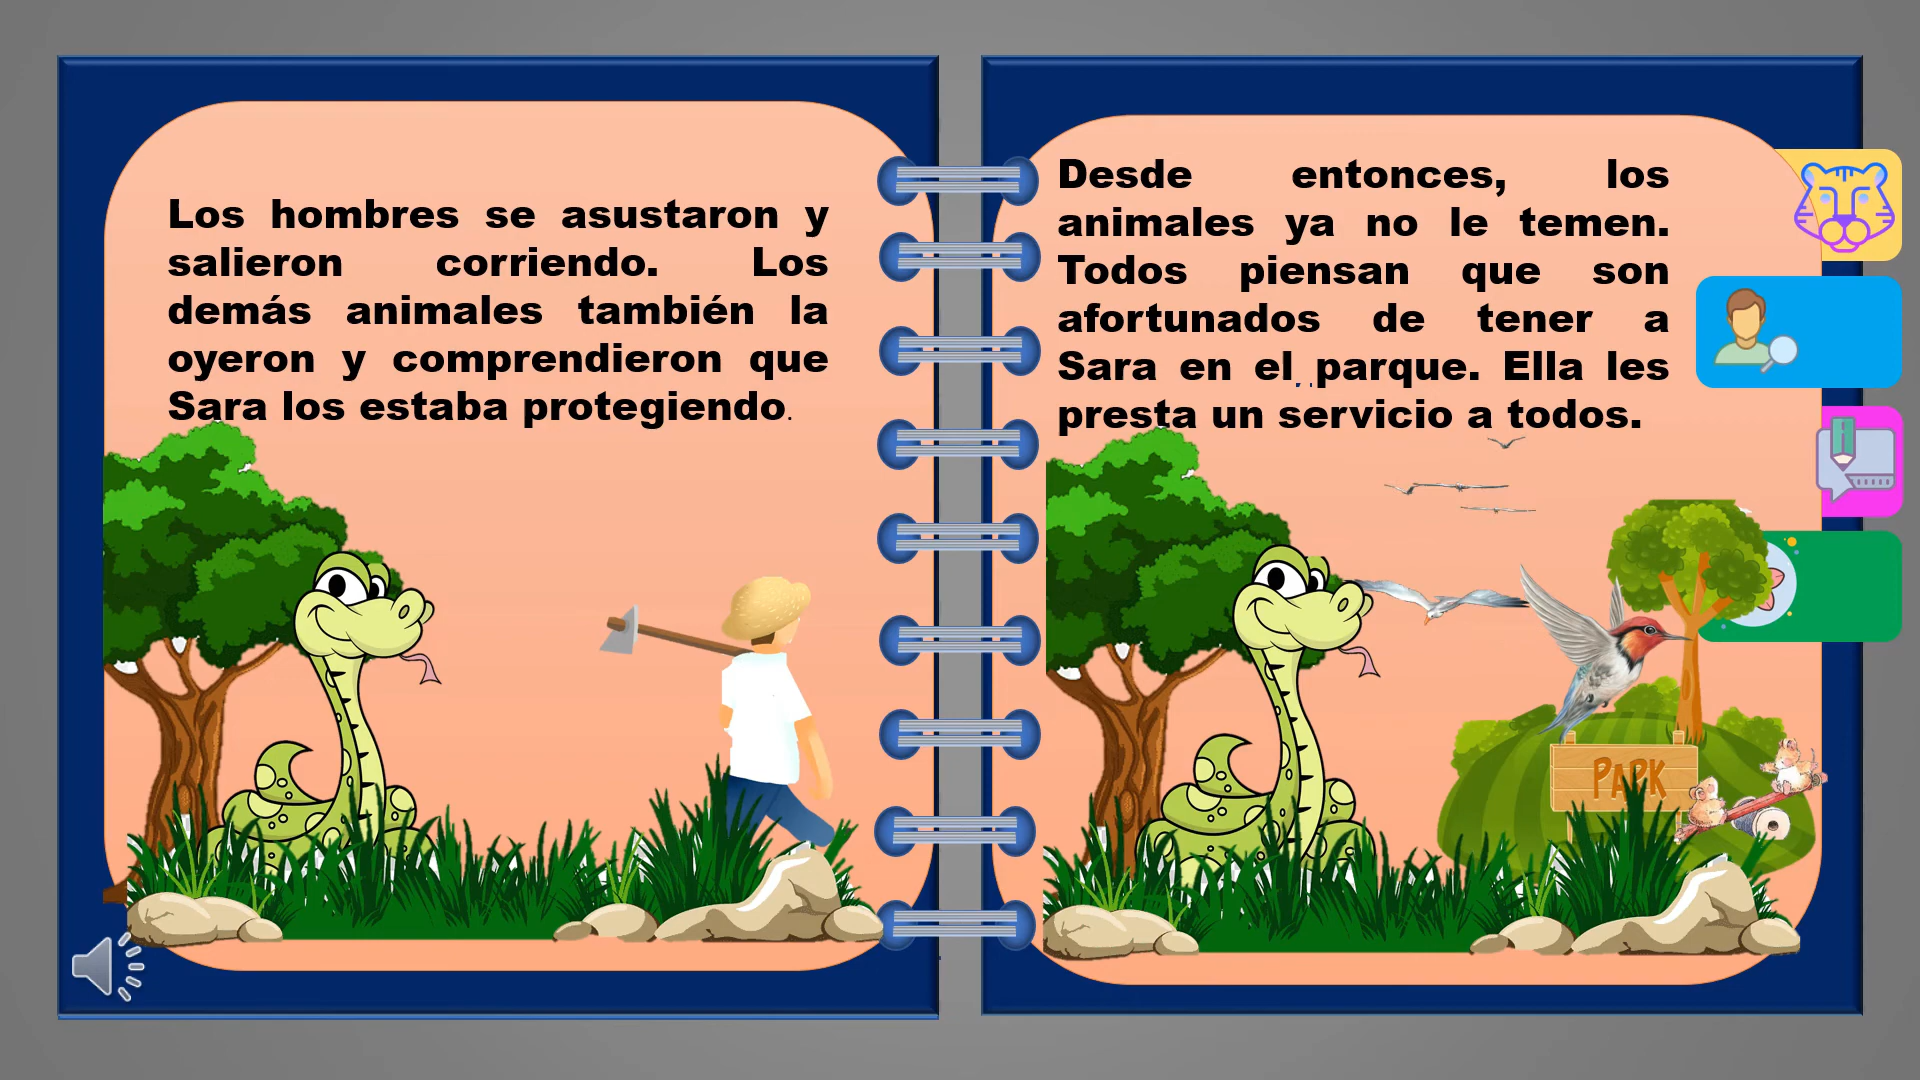 Los hombres se asustaron y
salieron corriendo. Los
demás animales también la
oyeron y comprendieron que
Sara los estaba protegiendo.
Desde entonces, los
animales ya no le temen.
Todos piensan que son
afortunados de tener a
Sara en el parque. Ella les
presta un servicio a todos.
PAPK